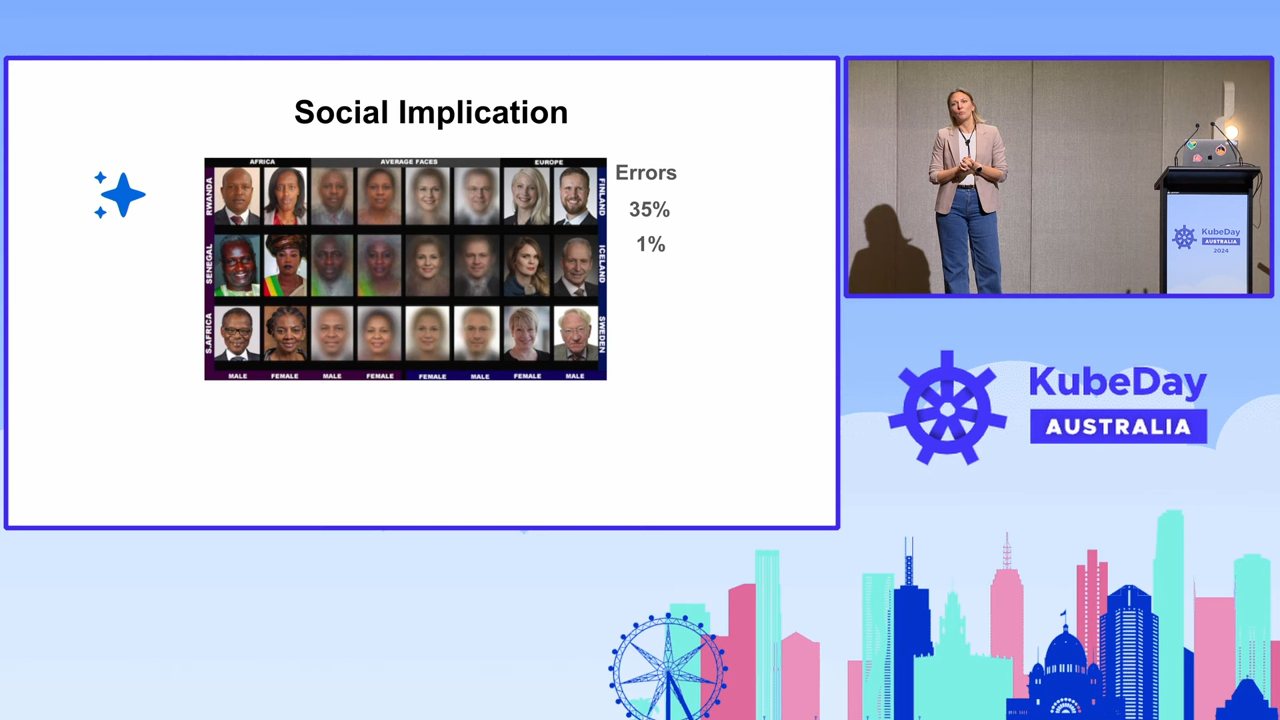 Social Implication
AFRICA AVERAGE FACES EUROPE
RWANDA
FINLAND
SENEGAL
ICELAND
S.AFRICA
SWEDEN
MALE FEMALE MALE FEMALE FEMALE MALE FEMALE MALE
Errors
35%
1%
KubeDay
AUSTRALIA
2024
KubeDay
AUSTRALIA